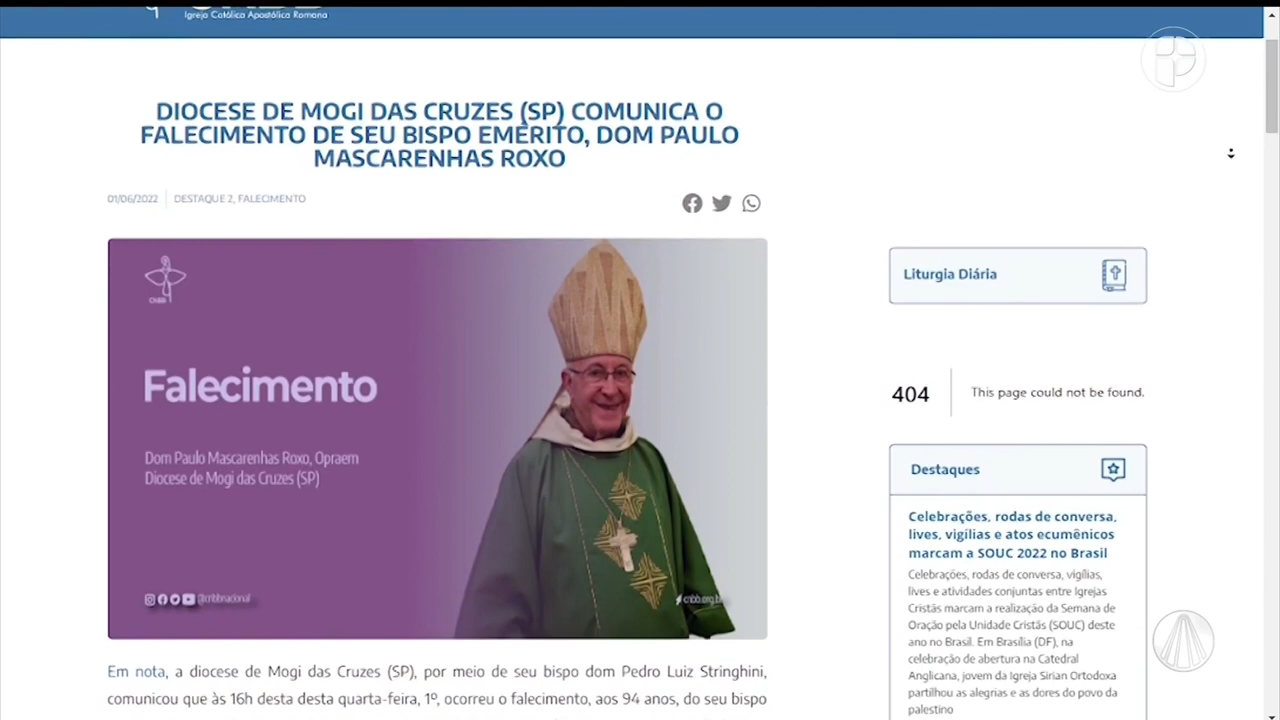 Igreja Católica Apostólica Romana
DIOCESE DE MOGI DAS CRUZES (SP) COMUNICA O
FALECIMENTO DE SEU BISPO EMÉRITO, DOM PAULO
MASCARENHAS ROXO
01/06/2022
DESTAQUE 2, FALECIMENTO
CNBB
Falecimento
Dom Paulo Mascarenhas Roxo, Opraem
Diocese de Mogi das Cruzes (SP)
@cnbbnacional
cnbb.org.b
Em nota, a diocese de Mogi das Cruzes (SP), por meio de seu bispo dom Pedro Luiz Stringhini,
comunicou que às 16h desta desta quarta-feira, 1º, ocorreu o falecimento, aos 94 anos, do seu bispo
Liturgia Diária
404
This page could not be found.
Destaques
Celebrações, rodas de conversa,
lives, vigílias e atos ecumênicos
marcam a SOUC 2022 no Brasil
Celebrações, rodas de conversa, vigílias,
lives e atividades conjuntas entre Igrejas
Cristãs marcam a realização da Semana de
Oração pela Unidade Cristãs (SOUC) deste
ano no Brasil. Em Brasília (DF), na
celebração de abertura na Catedral
Anglicana, jovem da Igreja Sirian Ortodoxa
partilhou as alegrias e as dores do povo da
palestino